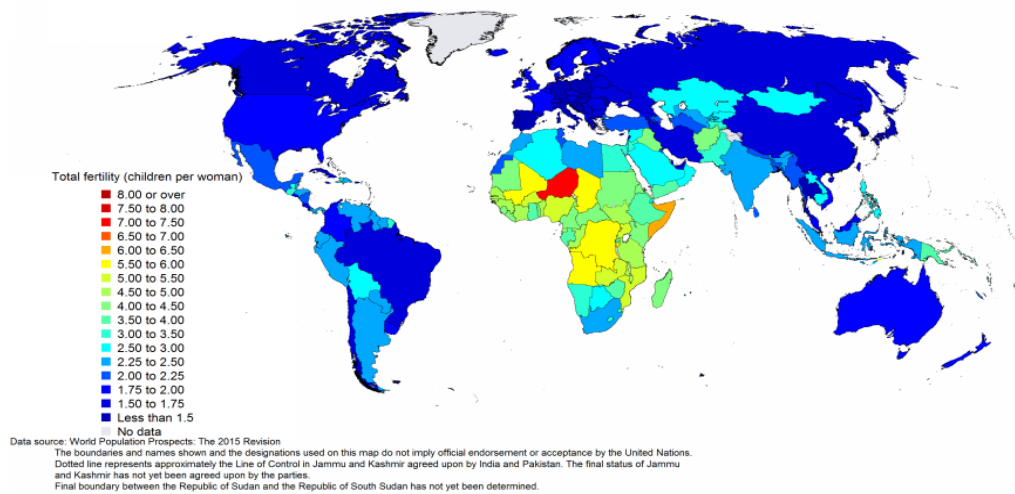 Total fertility (children per woman)
8.00 or over
7.50 to 8.00
7.00 to 7.50
6.50 to 7.00
6.00 to 6.50
5.50 to 6.00
5.00 to 5.50
4.50 to 5.00
4.00 to 4.50
3.50 to 4.00
3.00 to 3.50
2.50 to 3.00
2.25 to 2.50
2.00 to 2.25
1.75 to 2.00
1.50 to 1.75
Less than 1.5
No data
Data source: World Population Prospects: The 2015 Revision
The boundaries and names shown and the designations used on this map do not imply official endorsement or acceptance by the United Nations.
Dotted line represents approximately the Line of Control in Jammu and Kashmir agreed upon by India and Pakistan. The final status of Jammu
and Kashmir has not yet been agreed upon by the parties.
Final boundary between the Republic of Sudan and the Republic of South Sudan has not yet been determined.